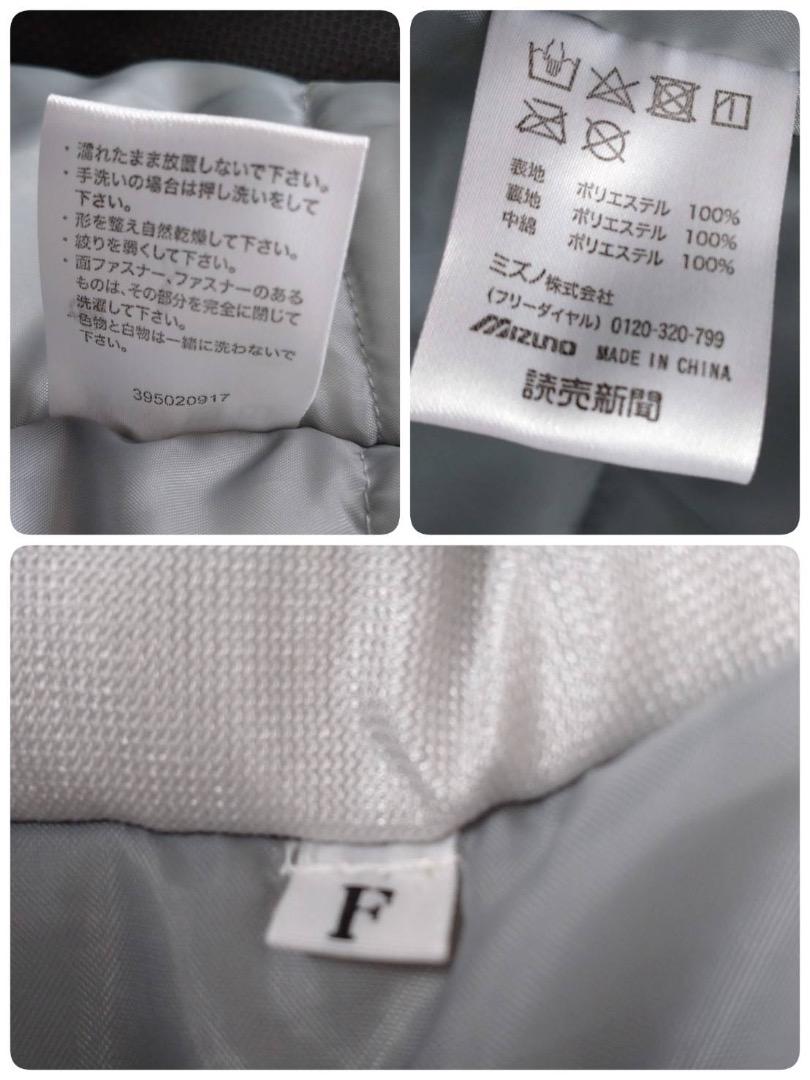 ・濡れたまま放置しないで下さい。
・手洗いの場合は押し洗いをして
下さい。
・形を整え自然乾燥して下さい。
・絞りを弱くして下さい。
・面ファスナー、ファスナーのある
ものは、その部分を完全に閉じて
洗濯して下さい。
・色物と白物は一緒に洗わないで
下さい。
395020917
表地 ポリエステル 100%
裏地 ポリエステル 100%
中綿 ポリエステル 100%
ミズノ株式会社
(フリーダイヤル) 0120-320-799
MIZUNO MADE IN CHINA
読売新聞
F